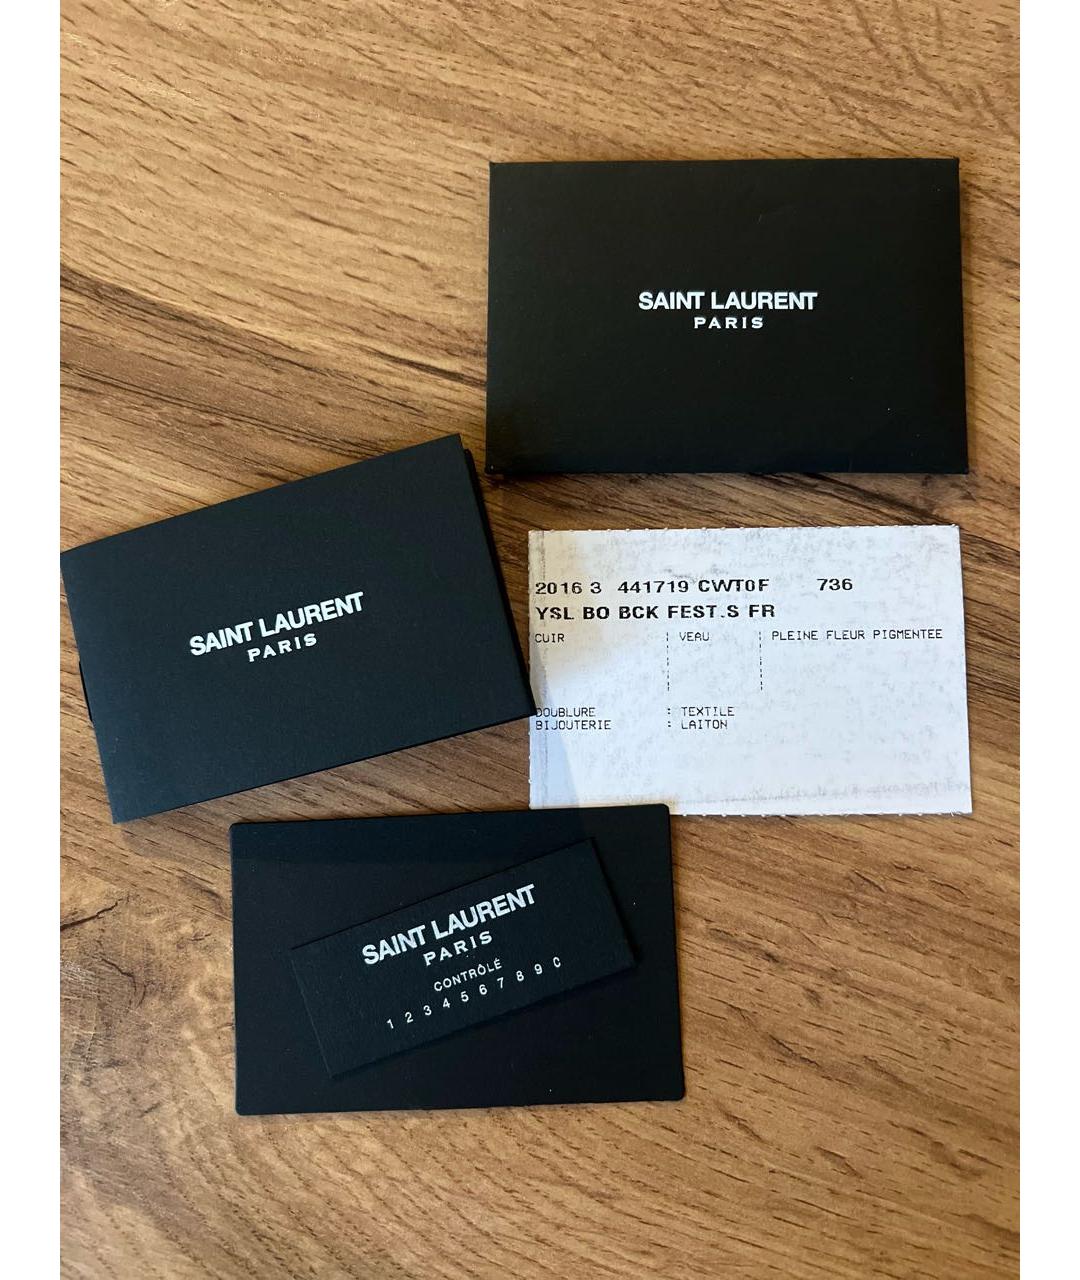 SAINT LAURENT
PARIS
SAINT LAURENT
PARIS
2016 3 441719 CWT0F 736
YSL BO BCK FEST.S FR
CUIR ¦ VEAU ¦ PLEINE FLEUR PIGMENTEE
DOUBLURE : TEXTILE
BIJOUTERIE : LAITON
SAINT LAURENT
PARIS
CONTRÔLÉ
1 2 3 4 5 6 7 8 9 C